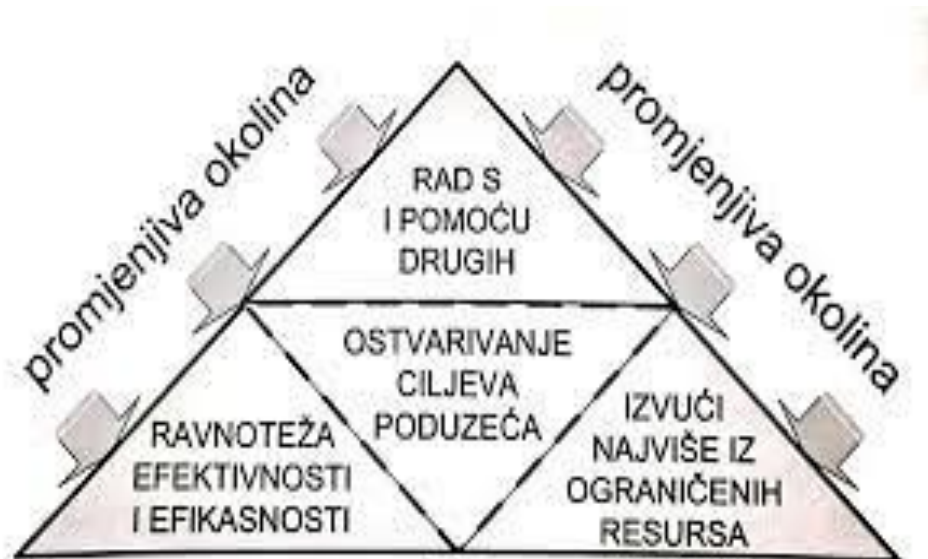 promjenjiva okolina
promjenjiva okolina
RAD S
I POMOĆU
DRUGIH
OSTVARIVANJE
CILJEVA
PODUZEĆA
RAVNOTEŽA
EFEKTIVNOSTI
I EFIKASNOSTI
IZVUĆI
NAJVIŠE IZ
OGRANIČENIH
RESURSA